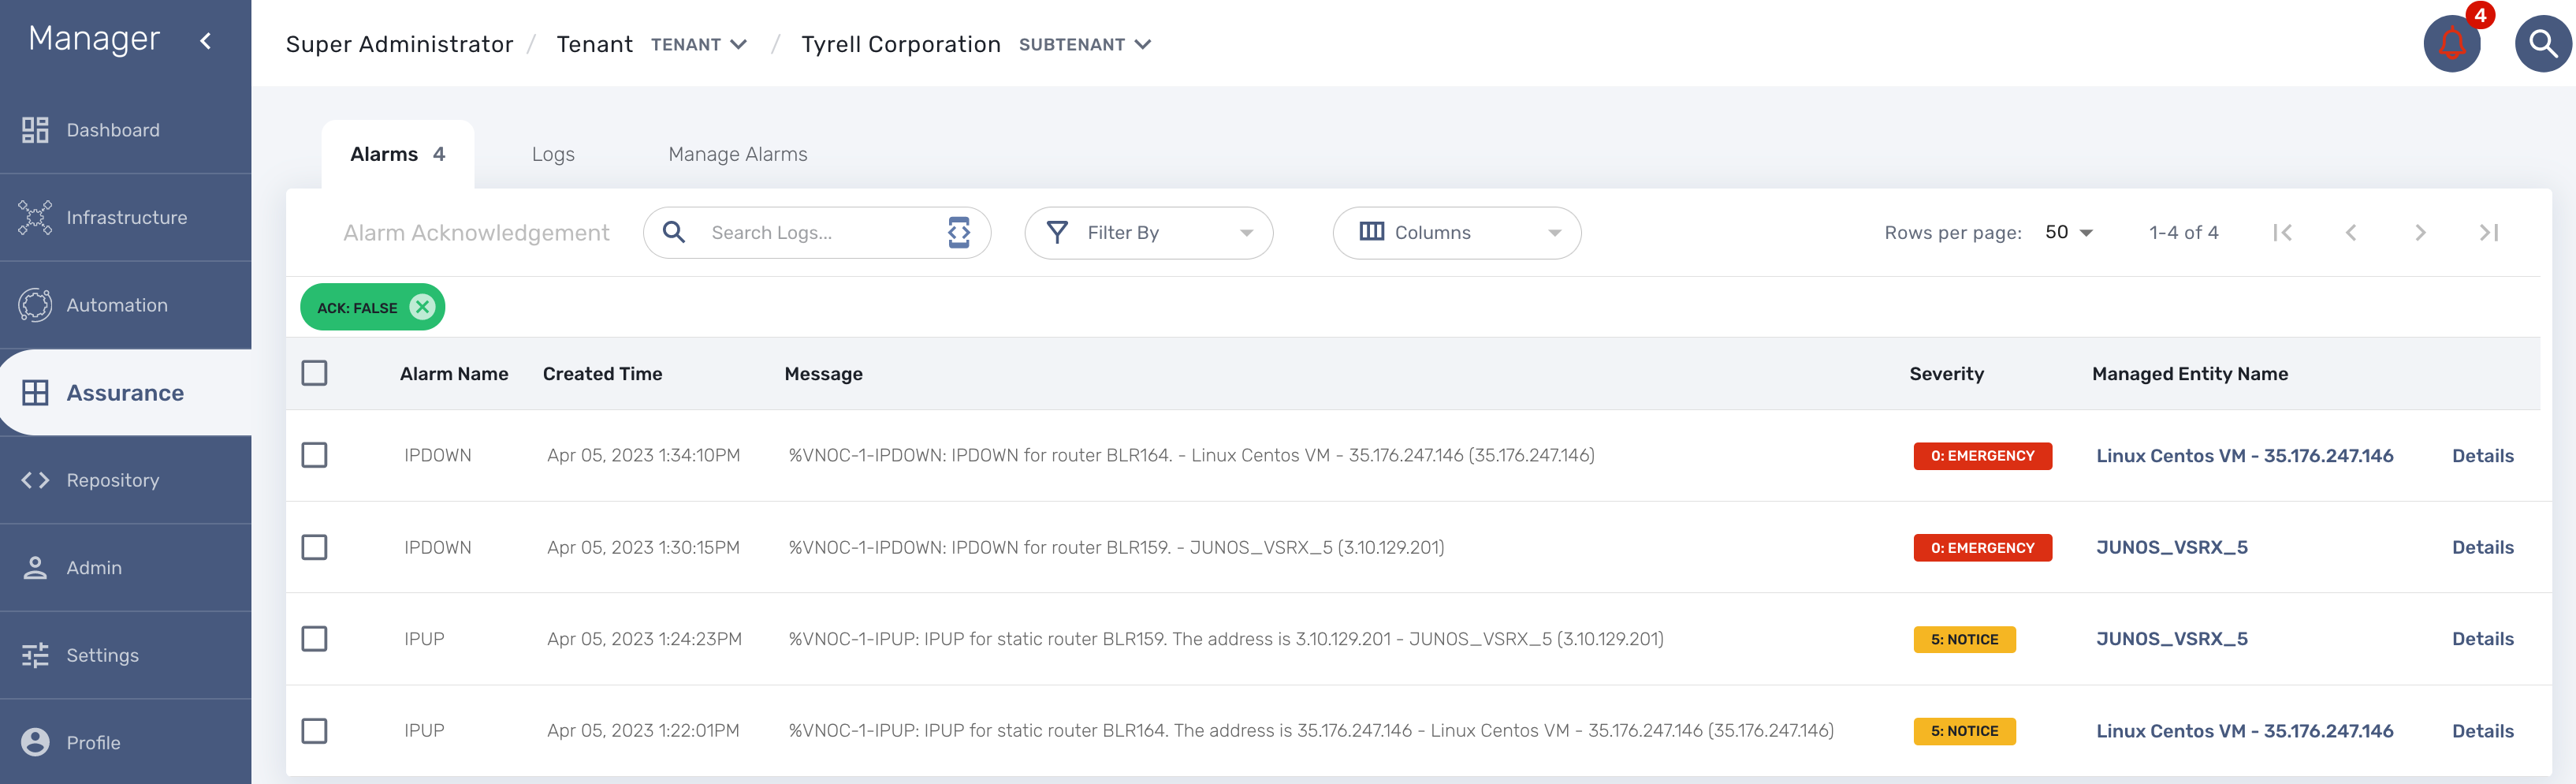 Manager
Super Administrator / Tenant TENANT / Tyrell Corporation SUBTENANT
4
Dashboard
Infrastructure
Automation
Assurance
Repository
Admin
Settings
Profile
Alarms 4 Logs Manage Alarms
Alarm Acknowledgement Search Logs... Filter By Columns Rows per page: 50 1-4 of 4
ACK: FALSE
Alarm Name Created Time Message Severity Managed Entity Name
IPDOWN Apr 05, 2023 1:34:10PM %VNOC-1-IPDOWN: IPDOWN for router BLR164. - Linux Centos VM - 35.176.247.146 (35.176.247.146) 0: EMERGENCY Linux Centos VM - 35.176.247.146 Details
IPDOWN Apr 05, 2023 1:30:15PM %VNOC-1-IPDOWN: IPDOWN for router BLR159. - JUNOS_VSRX_5 (3.10.129.201) 0: EMERGENCY JUNOS_VSRX_5 Details
IPUP Apr 05, 2023 1:24:23PM %VNOC-1-IPUP: IPUP for static router BLR159. The address is 3.10.129.201 - JUNOS_VSRX_5 (3.10.129.201) 5: NOTICE JUNOS_VSRX_5 Details
IPUP Apr 05, 2023 1:22:01PM %VNOC-1-IPUP: IPUP for static router BLR164. The address is 35.176.247.146 - Linux Centos VM - 35.176.247.146 (35.176.247.146) 5: NOTICE Linux Centos VM - 35.176.247.146 Details